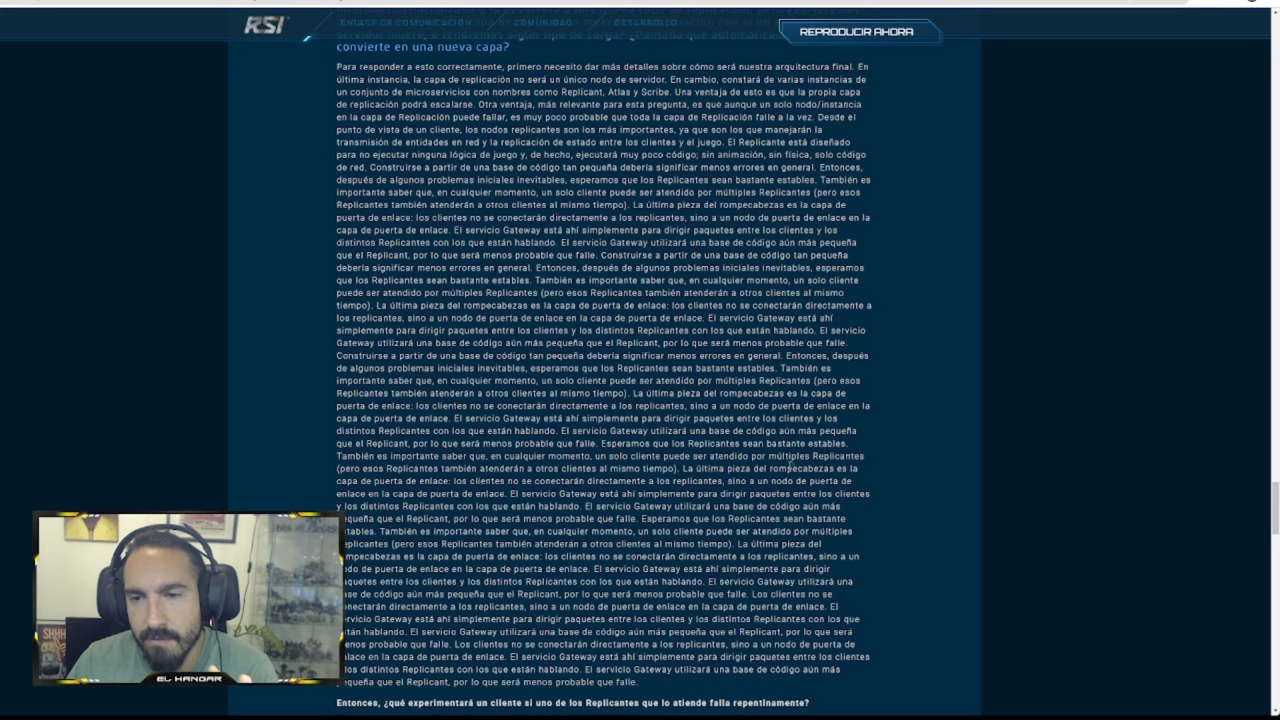 RSI
ENLACE DE COMUNICACIÓN
COMUNIDAD
DESARROLLO
REPRODUCIR AHORA
convierte en una nueva capa?
Para responder a esto correctamente, primero necesito dar más detalles sobre cómo será nuestra arquitectura final. En
última instancia, la capa de replicación no será un único nodo de servidor. En cambio, constará de varias instancias de
un conjunto de microservicios con nombres como Replicant, Atlas y Scribe. Una ventaja de esto es que la propia capa
de replicación podrá escalarse. Otra ventaja, más relevante para esta pregunta, es que aunque un solo nodo/instancia
en la capa de Replicación puede fallar, es muy poco probable que toda la capa de Replicación falle a la vez. Desde el
punto de vista de un cliente, los nodos replicantes son los más importantes, ya que son los que manejarán la
transmisión de entidades en red y la replicación de estado entre los clientes y el juego. El Replicante está diseñado
para no ejecutar ninguna lógica de juego y, de hecho, ejecutará muy poco código; sin animación, sin física, solo código
de red. Construirse a partir de una base de código tan pequeña debería significar menos errores en general. Entonces,
después de algunos problemas iniciales inevitables, esperamos que los Replicantes sean bastante estables. También es
importante saber que, en cualquier momento, un solo cliente puede ser atendido por múltiples Replicantes (pero esos
Replicantes también atenderán a otros clientes al mismo tiempo). La última pieza del rompecabezas es la capa de
puerta de enlace: los clientes no se conectarán directamente a los replicantes, sino a un nodo de puerta de enlace en la
capa de puerta de enlace. El servicio Gateway está ahí simplemente para dirigir paquetes entre los clientes y los
distintos Replicantes con los que están hablando. El servicio Gateway utilizará una base de código aún más pequeña
que el Replicant, por lo que será menos probable que falle. Construirse a partir de una base de código tan pequeña
debería significar menos errores en general. Entonces, después de algunos problemas iniciales inevitables, esperamos
que los Replicantes sean bastante estables. También es importante saber que, en cualquier momento, un solo cliente
puede ser atendido por múltiples Replicantes (pero esos Replicantes también atenderán a otros clientes al mismo
tiempo). La última pieza del rompecabezas es la capa de puerta de enlace: los clientes no se conectarán directamente a
los replicantes, sino a un nodo de puerta de enlace en la capa de puerta de enlace. El servicio Gateway está ahí
simplemente para dirigir paquetes entre los clientes y los distintos Replicantes con los que están hablando. El servicio
Gateway utilizará una base de código aún más pequeña que el Replicant, por lo que será menos probable que falle.
Construirse a partir de una base de código tan pequeña debería significar menos errores en general. Entonces, después
de algunos problemas iniciales inevitables, esperamos que los Replicantes sean bastante estables. También es
importante saber que, en cualquier momento, un solo cliente puede ser atendido por múltiples Replicantes (pero esos
Replicantes también atenderán a otros clientes al mismo tiempo). La última pieza del rompecabezas es la capa de
puerta de enlace: los clientes no se conectarán directamente a los replicantes, sino a un nodo de puerta de enlace en la
capa de puerta de enlace. El servicio Gateway está ahí simplemente para dirigir paquetes entre los clientes y los
distintos Replicantes con los que están hablando. El servicio Gateway utilizará una base de código aún más pequeña
que el Replicant, por lo que será menos probable que falle. Esperamos que los Replicantes sean bastante estables.
También es importante saber que, en cualquier momento, un solo cliente puede ser atendido por múltiples Replicantes
(pero esos Replicantes también atenderán a otros clientes al mismo tiempo). La última pieza del rompecabezas es la
capa de puerta de enlace: los clientes no se conectarán directamente a los replicantes, sino a un nodo de puerta de
enlace en la capa de puerta de enlace. El servicio Gateway está ahí simplemente para dirigir paquetes entre los clientes
y los distintos Replicantes con los que están hablando. El servicio Gateway utilizará una base de código aún más
pequeña que el Replicant, por lo que será menos probable que falle. Esperamos que los Replicantes sean bastante
tables. También es importante saber que, en cualquier momento, un solo cliente puede ser atendido por múltiples
eplicantes (pero esos Replicantes también atenderán a otros clientes al mismo tiempo). La última pieza del
mpecabezas es la capa de puerta de enlace: los clientes no se conectarán directamente a los replicantes, sino a un
do de puerta de enlace en la capa de puerta de enlace. El servicio Gateway está ahí simplemente para dirigir
aquetes entre los clientes y los distintos Replicantes con los que están hablando. El servicio Gateway utilizará una
ase de código aún más pequeña que el Replicant, por lo que será menos probable que falle. Los clientes no se
onectarán directamente a los replicantes, sino a un nodo de puerta de enlace en la capa de puerta de enlace. El
ervicio Gateway está ahí simplemente para dirigir paquetes entre los clientes y los distintos Replicantes con los que
tán hablando. El servicio Gateway utilizará una base de código aún más pequeña que el Replicant, por lo que será
enos probable que falle. Los clientes no se conectarán directamente a los replicantes, sino a un nodo de puerta de
nlace en la capa de puerta de enlace. El servicio Gateway está ahí simplemente para dirigir paquetes entre los clientes
los distintos Replicantes con los que están hablando. El servicio Gateway utilizará una base de código aún más
equeña que el Replicant, por lo que será menos probable que falle.
Entonces, ¿qué experimentará un cliente si uno de los Replicantes que lo atiende falla repentinamente?
SHHH
EL HANGAR